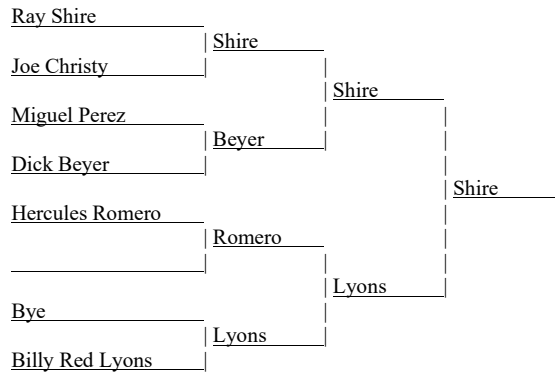 Ray Shire
Shire
Joe Christy
Shire
Miguel Perez
Beyer
Dick Beyer
Shire
Hercules Romero
Romero
Lyons
Bye
Lyons
Billy Red Lyons